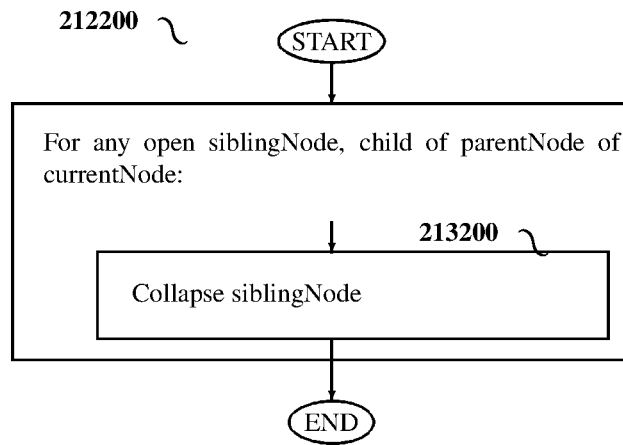 212200
START
For any open siblingNode, child of parentNode of
currentNode:
213200
Collapse siblingNode
END